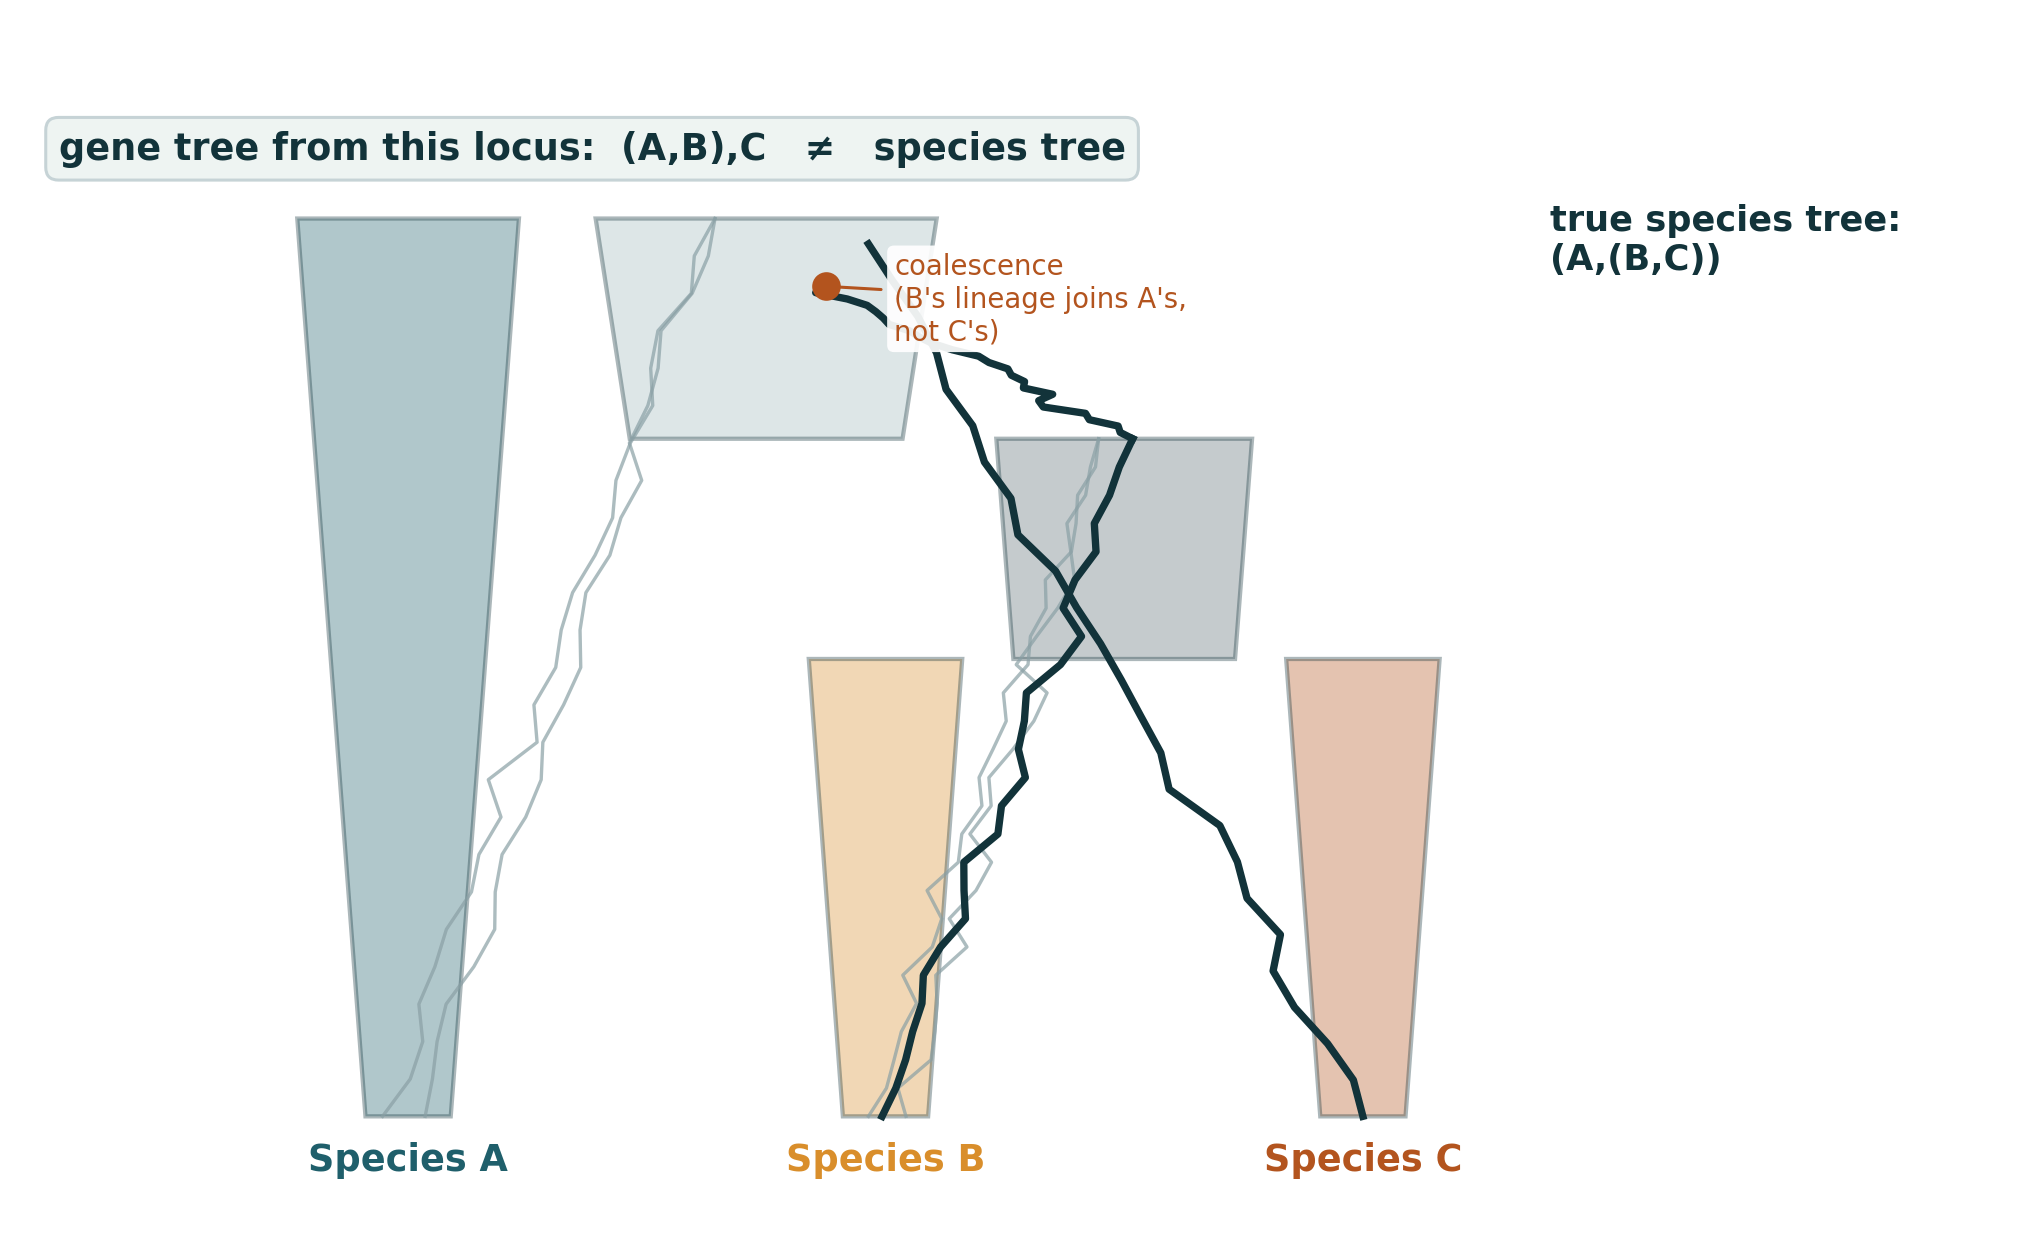 gene tree from this locus:  (A,B),C   ≠   species tree
true species tree:
(A,(B,C))
coalescence
(B's lineage joins A's,
not C's)
Species A
Species B
Species C